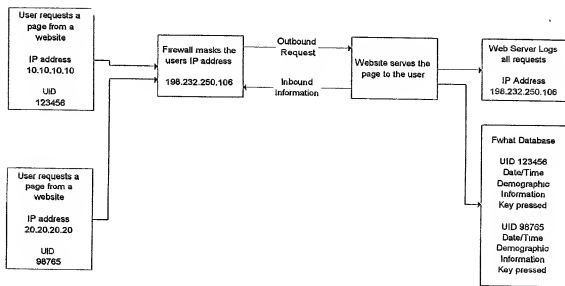 User requests a
page from a
website
IP address
10.10.10.10
UID
123456
Firewall masks the
users IP address
198.232.250.106
Outbound
Request
Inbound
Information
Website serves the
page to the user
Web Server Logs
all requests
IP Address
198.232.250.106
User requests a
page from a
website
IP address
20.20.20.20
UID
98765
Fwhat Database
UID 123456
Date/Time
Demographic
Information
Key pressed
UID 98765
Date/Time
Demographic
Information
Key pressed